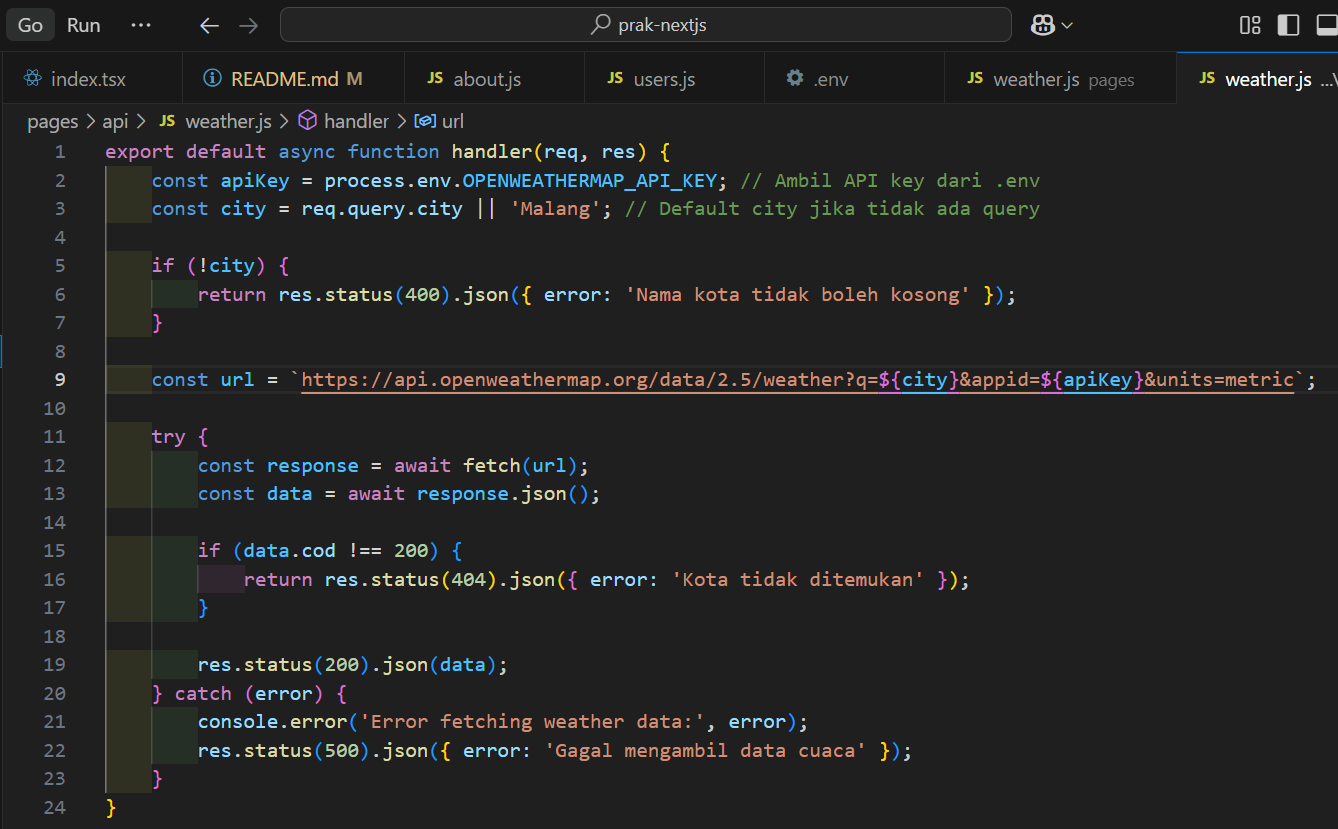 Go Run ··· prak-nextjs
index.tsx README.md M JS about.js JS users.js .env JS weather.js pages JS weather.js ...\
pages > api > JS weather.js > handler > url
1 export default async function handler(req, res) {
2     const apiKey = process.env.OPENWEATHERMAP_API_KEY; // Ambil API key dari .env
3     const city = req.query.city || 'Malang'; // Default city jika tidak ada query
4
5     if (!city) {
6         return res.status(400).json({ error: 'Nama kota tidak boleh kosong' });
7     }
8
9     const url = `https://api.openweathermap.org/data/2.5/weather?q=${city}&appid=${apiKey}&units=metric`;
10
11     try {
12         const response = await fetch(url);
13         const data = await response.json();
14
15         if (data.cod !== 200) {
16             return res.status(404).json({ error: 'Kota tidak ditemukan' });
17         }
18
19         res.status(200).json(data);
20     } catch (error) {
21         console.error('Error fetching weather data:', error);
22         res.status(500).json({ error: 'Gagal mengambil data cuaca' });
23     }
24 }